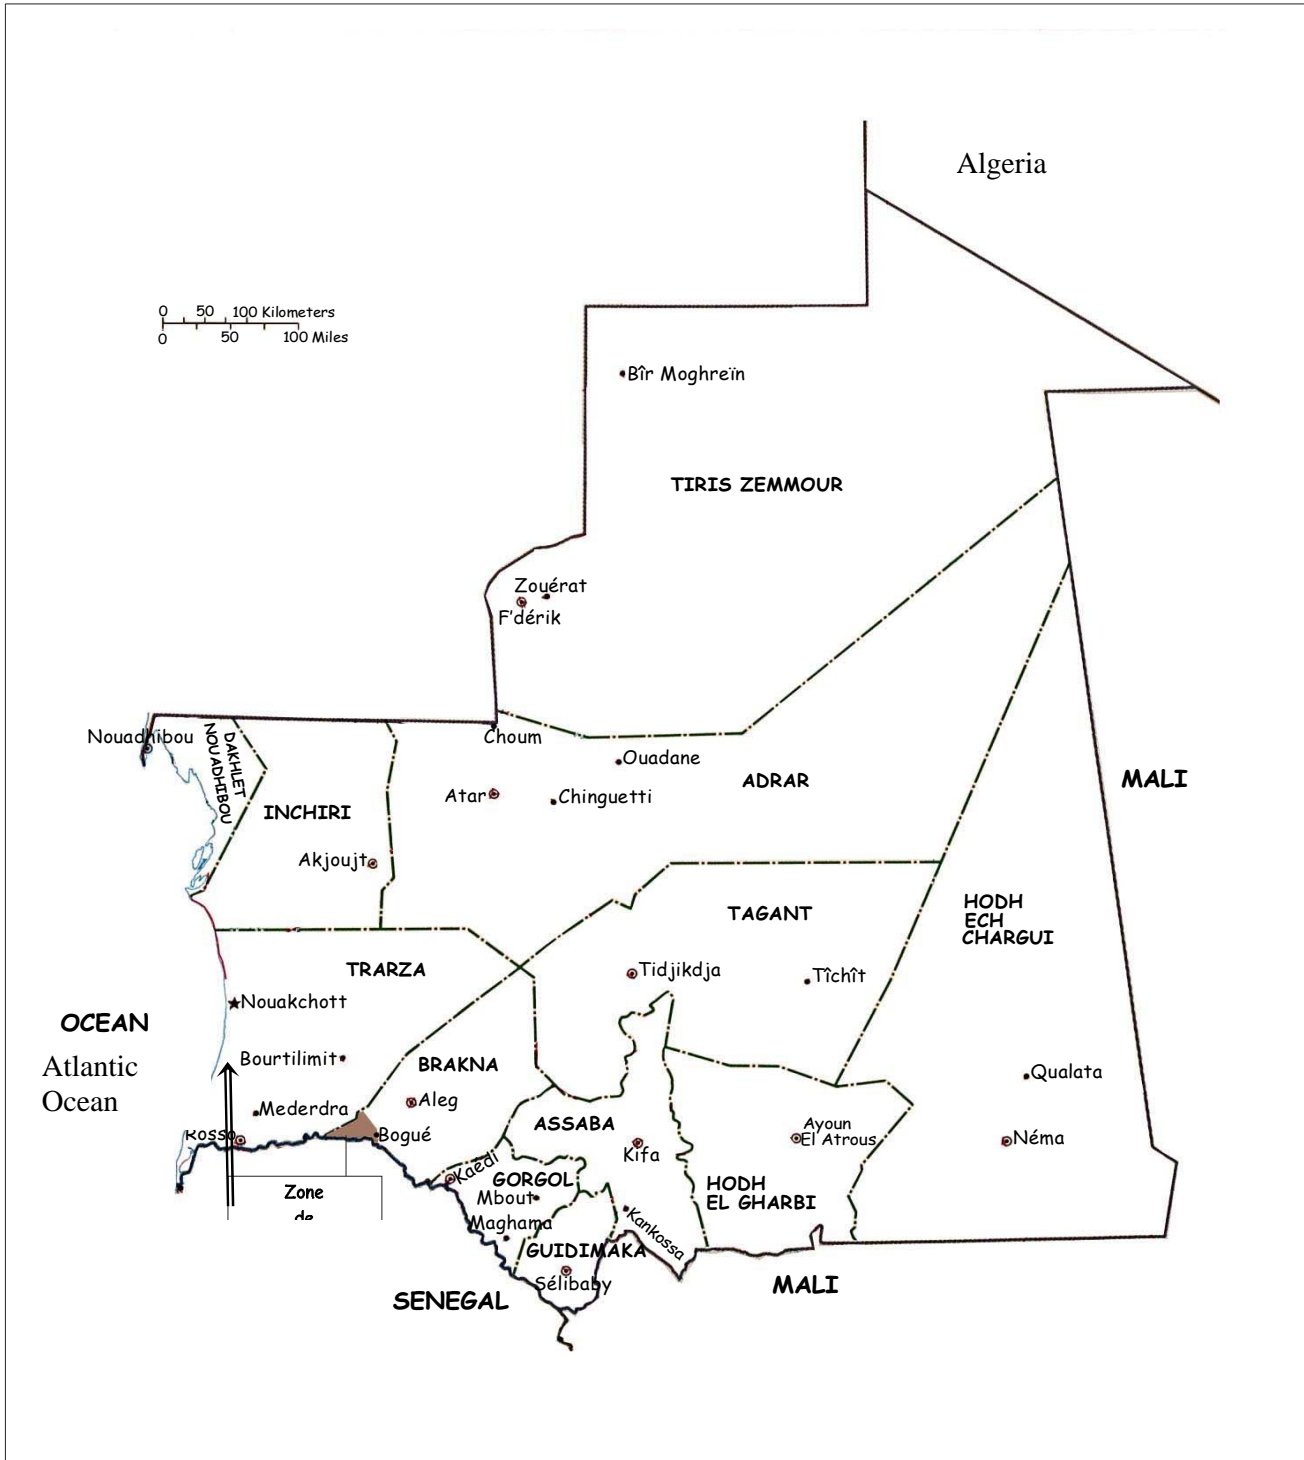 Algeria
0 50 100 Kilometers
0 50 100 Miles
Bîr Moghreïn
TIRIS ZEMMOUR
Zouérat
F'dérik
Nouadhibou
DAKHLET
NOUADHIBOU
Choum
Ouadane
ADRAR
MALI
Atar
Chinguetti
INCHIRI
Akjoujt
TAGANT
HODH
ECH
CHARGUI
TRARZA
Tidjikdja
Tîchît
Nouakchott
OCEAN
Atlantic
Ocean
Bourtilimit
BRAKNA
Qualata
Aleg
Mederdra
ASSABA
Ayoun
El Atrous
Rosso
Bogué
Kifa
Néma
Kaédi
GORGOL
HODH
EL GHARBI
Zone
de
Mbout
Maghama
Kankossa
GUIDIMAKA
Sélibaby
SENEGAL
MALI